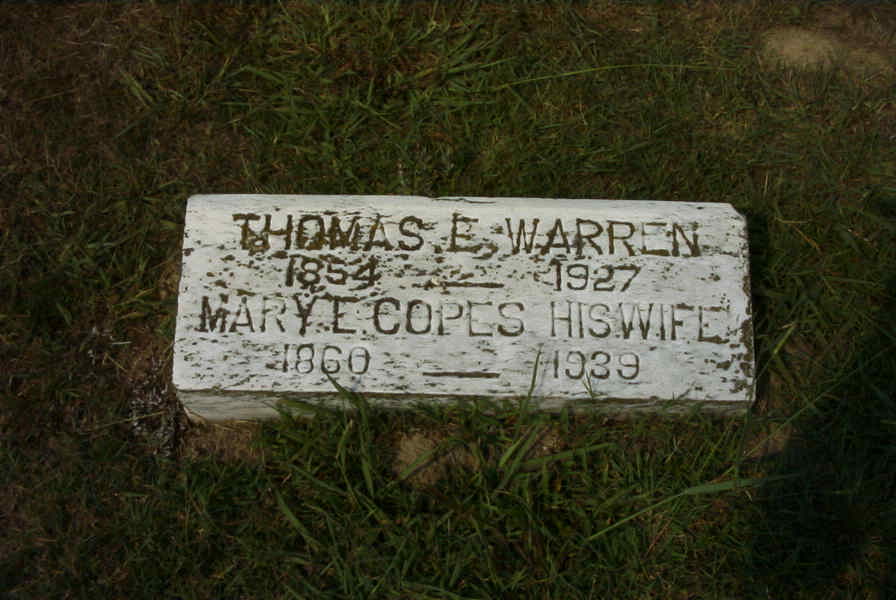 THOMAS E. WARREN
1854 — 1927
MARY E. COPES HIS WIFE
1860 — 1939